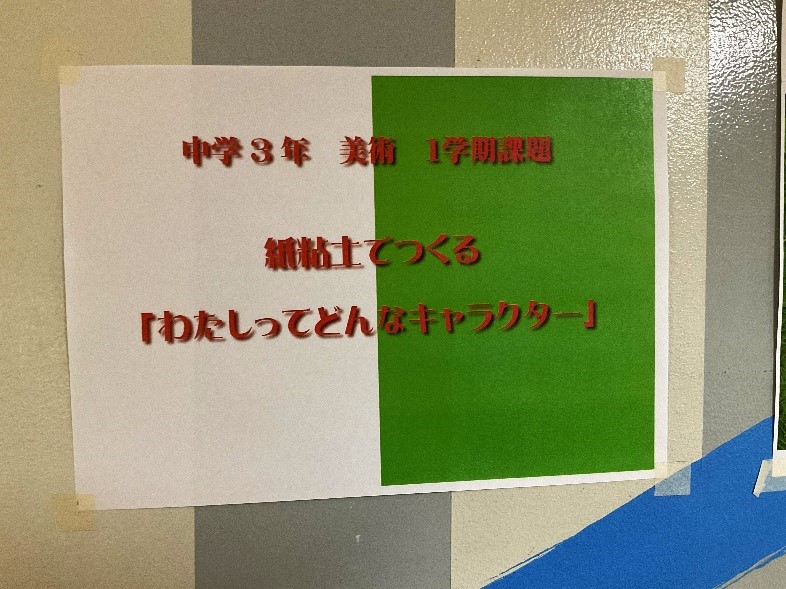 中学3年　美術　1学期課題
紙粘土でつくる
「わたしってどんなキャラクター」